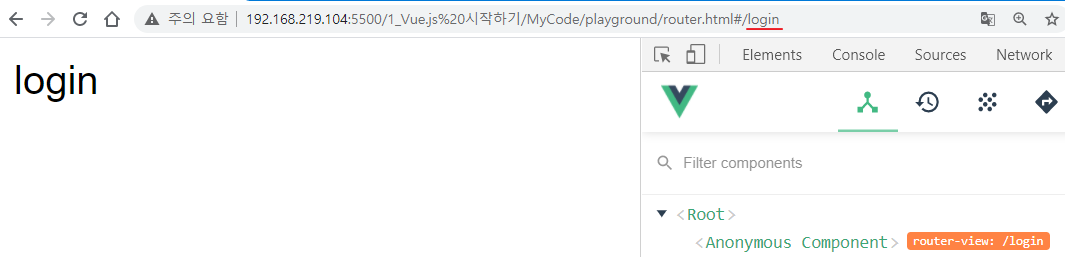 주의 요함 192.168.219.104:5500/1_Vue.js%20시작하기/MyCode/playground/router.html#/login
login
Elements Console Sources Network
Filter components
<Root>
<Anonymous Component> router-view: /login